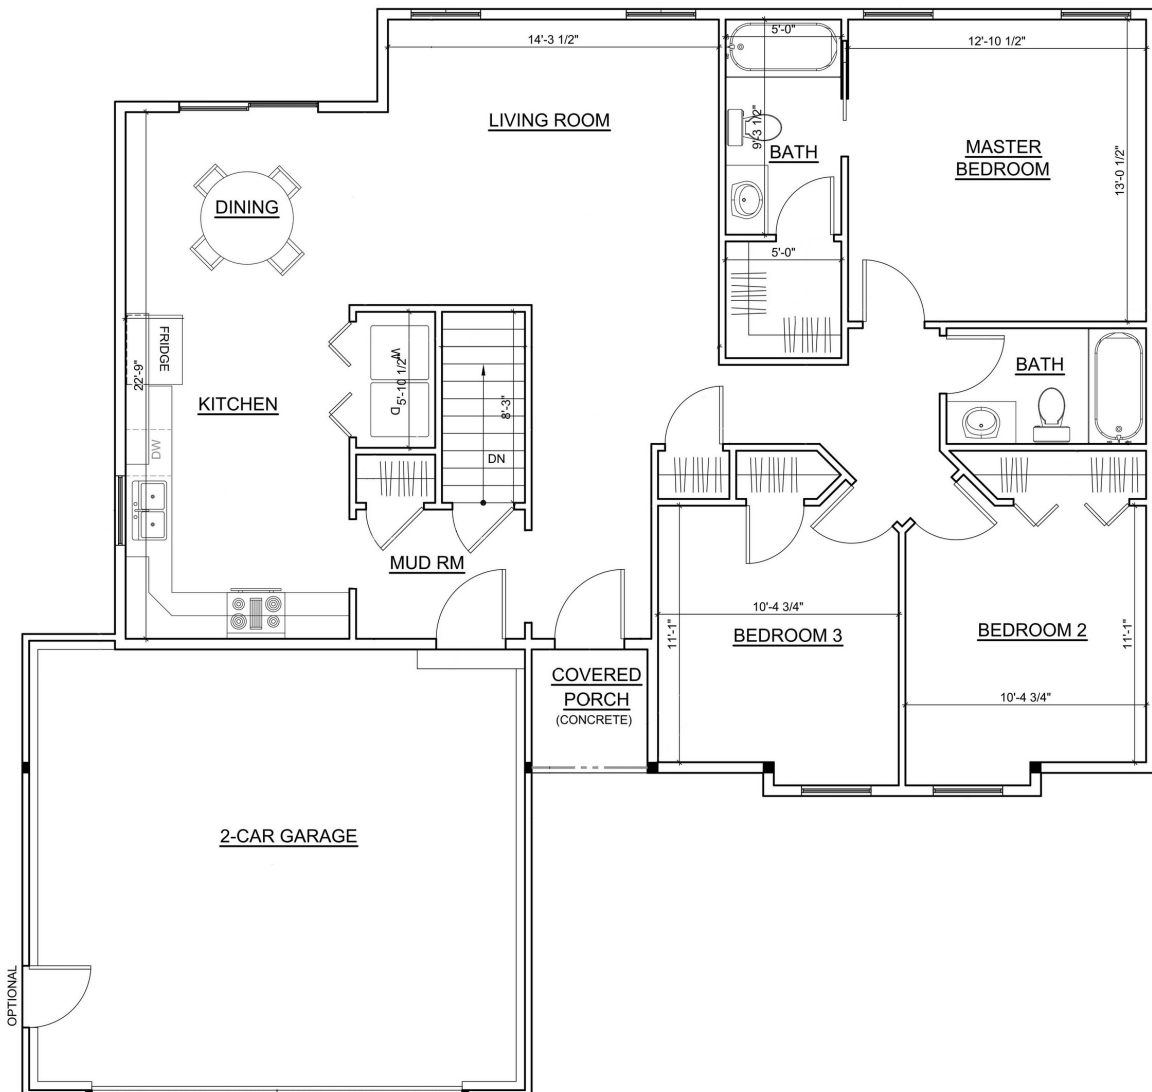 14'-3 1/2"
5'-0"
12'-10 1/2"
LIVING ROOM
9'-3 1/2"
BATH
MASTER
BEDROOM
13'-0 1/2"
DINING
5'-0"
FRIDGE
22'-9"
KITCHEN
W
5'-10 1/2"
D
8'-3"
DN
BATH
DW
MUD RM
10'-4 3/4"
BEDROOM 3
11'-1"
BEDROOM 2
11'-1"
10'-4 3/4"
COVERED
PORCH
(CONCRETE)
2-CAR GARAGE
OPTIONAL